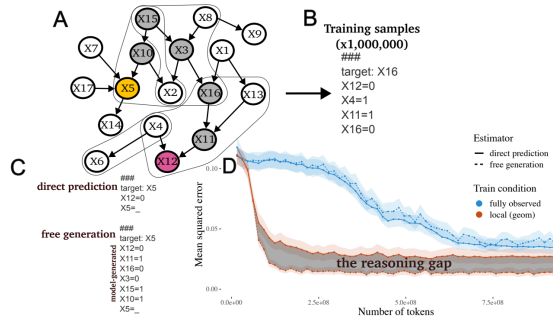 A
X15
X8
X9
X7
X10
X3
X1
X17
X5
X2
X16
X13
X14
X4
X11
X6
X12
B
Training samples
(x1,000,000)
###
target: X16
X12=0
X4=1
X11=1
X16=0
C
direct prediction
###
target: X5
X12=0
X5=_
free generation
model-generated
###
target: X5
X12=0
X11=1
X16=0
X3=0
X15=1
X10=1
X5=_
D
Estimator
direct prediction
free generation
Train condition
fully observed
local (geom)
Mean squared error
0.10
0.05
0.00
the reasoning gap
0.0e+00
2.5e+08
5.0e+08
7.5e+08
Number of tokens